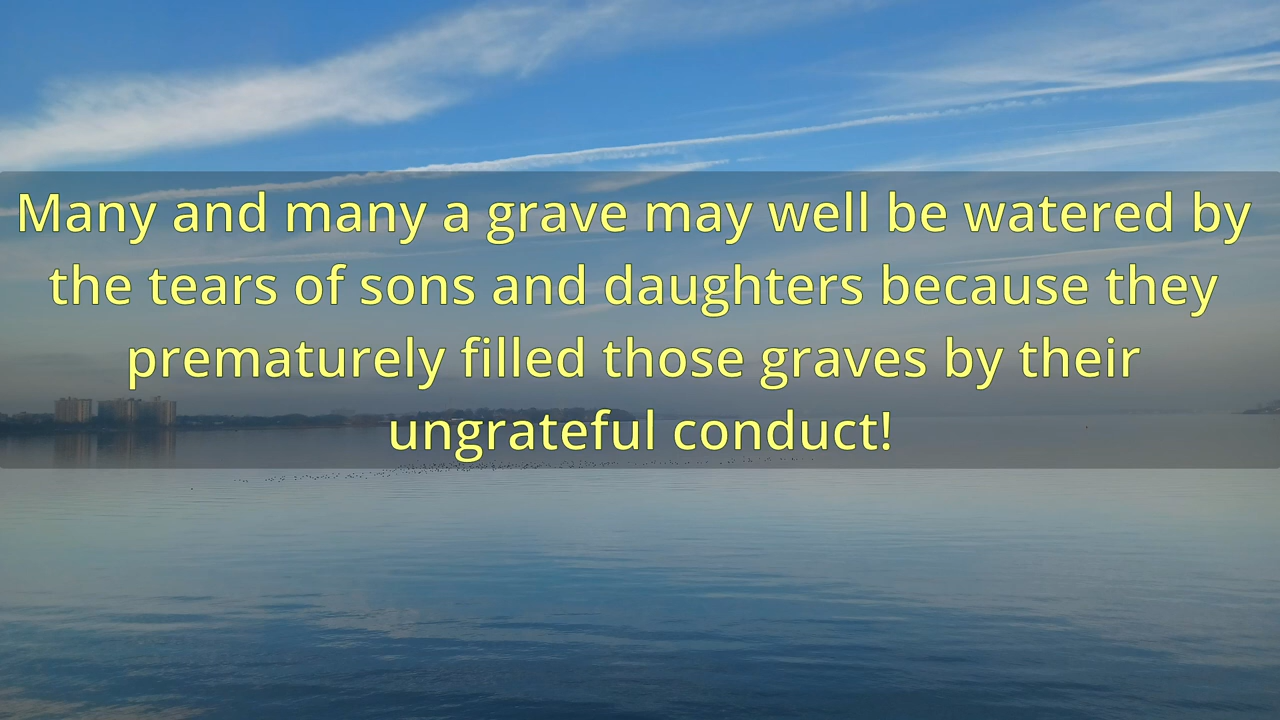 Many and many a grave may well be watered by
the tears of sons and daughters because they
prematurely filled those graves by their
ungrateful conduct!